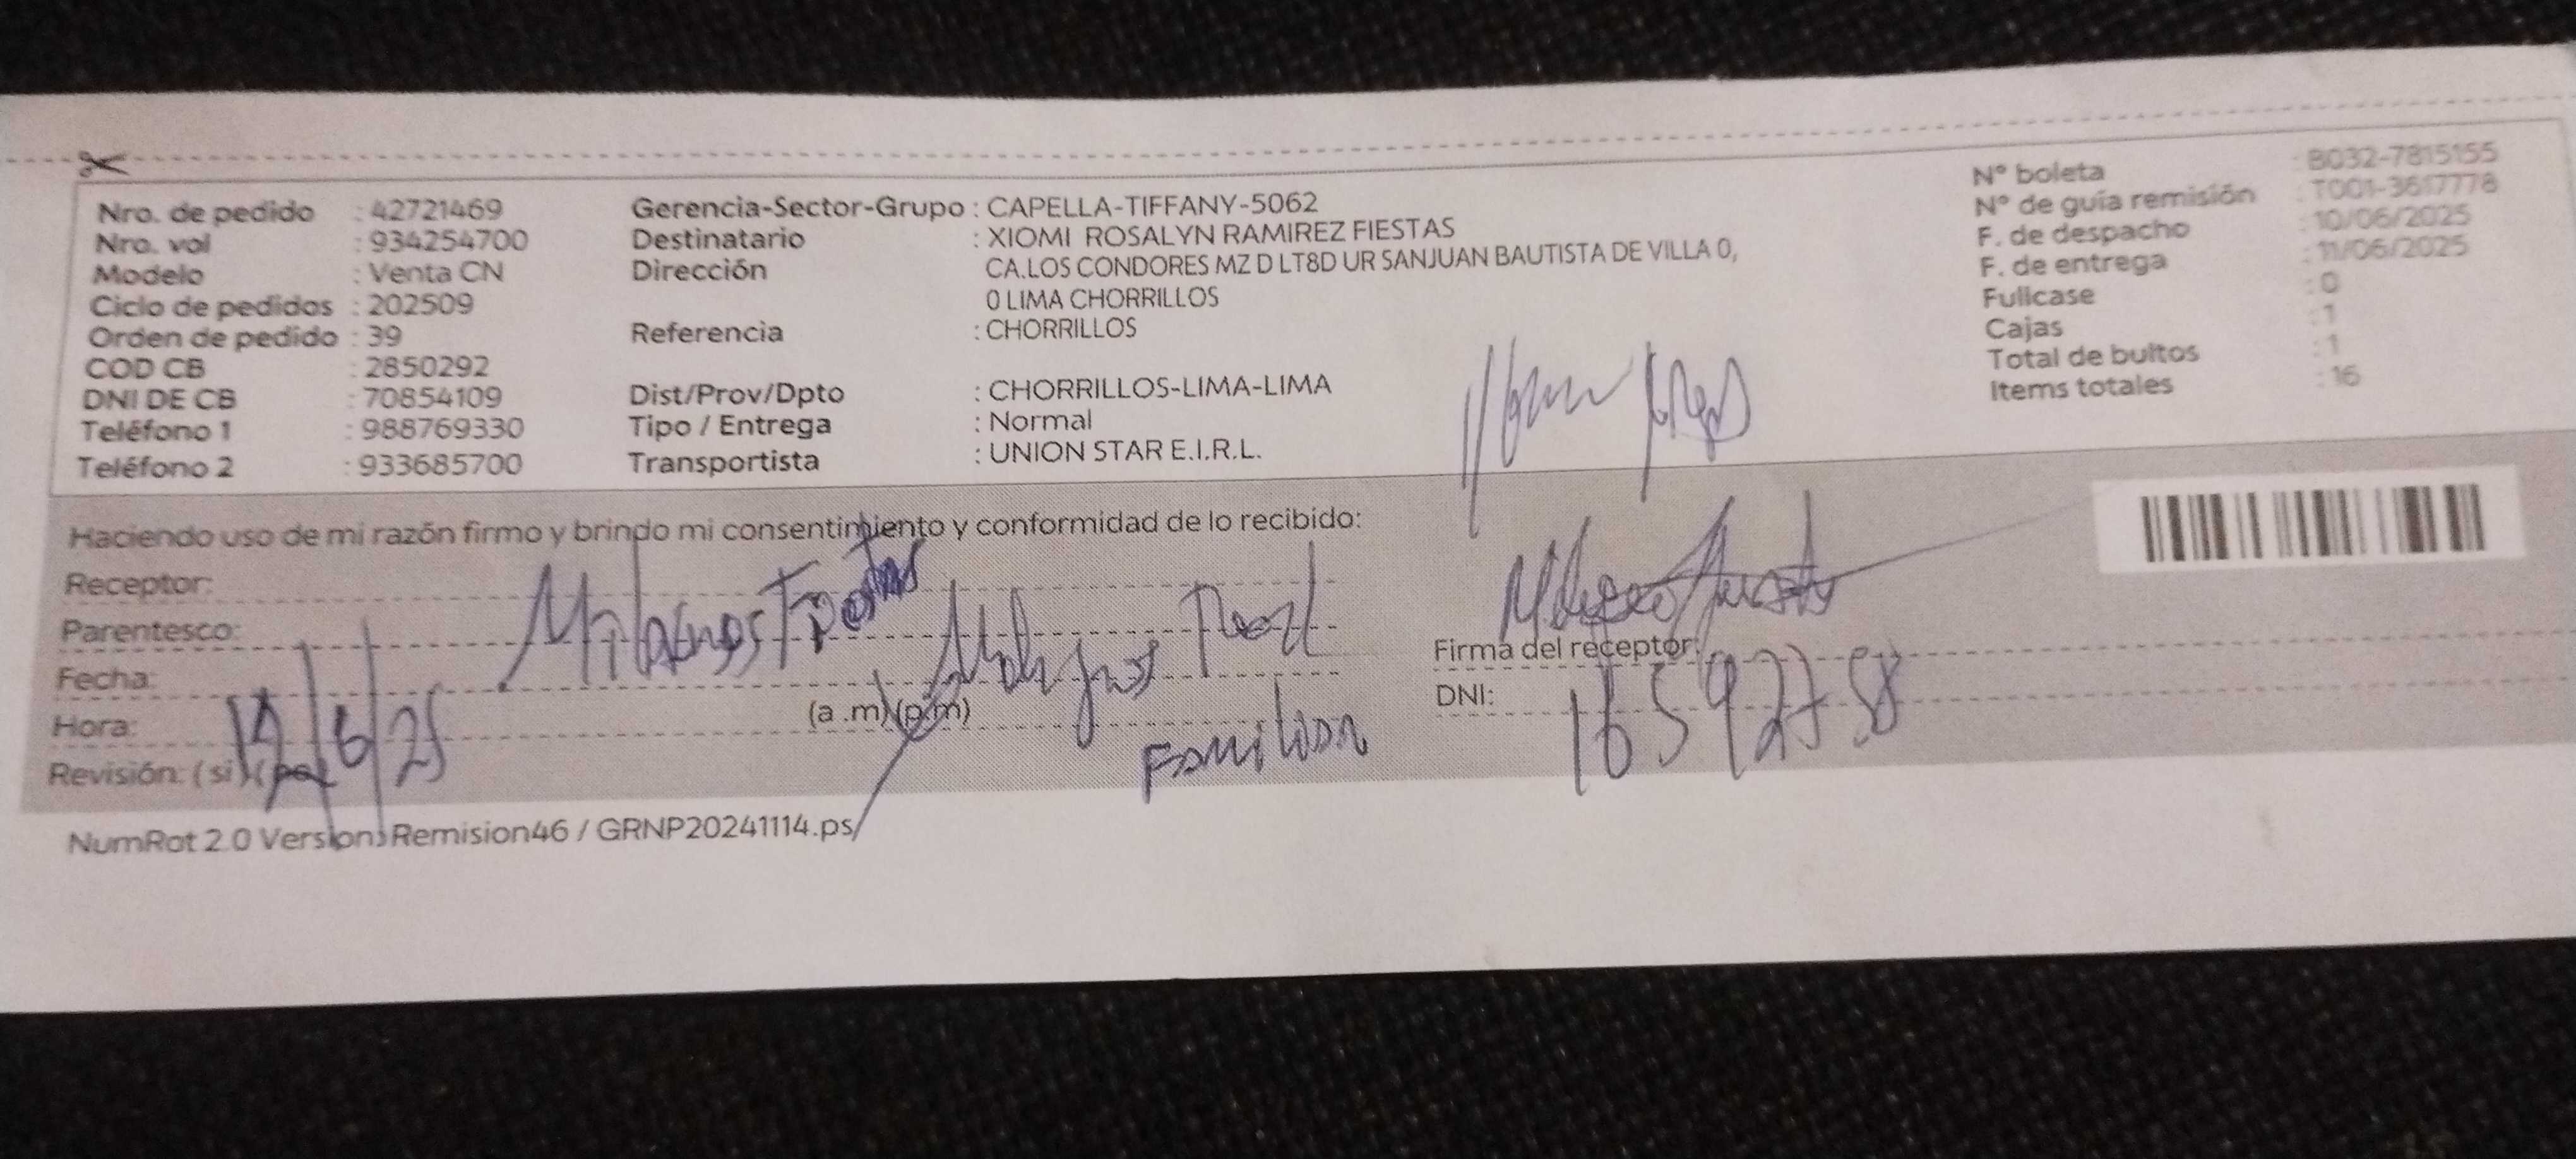 Nro. de pedido : 42721469
Nro. vol : 934254700
Modelo : Venta CN
Ciclo de pedidos : 202509
Orden de pedido : 39
COD CB : 2850292
DNI DE CB : 70854109
Teléfono 1 : 988769330
Teléfono 2 : 933685700
Gerencia-Sector-Grupo : CAPELLA-TIFFANY-5062
Destinatario : XIOMI ROSALYN RAMIREZ FIESTAS
Dirección CA.LOS CONDORES MZ D LT8D UR SANJUAN BAUTISTA DE VILLA 0,
0 LIMA CHORRILLOS
Referencia : CHORRILLOS
Dist/Prov/Dpto : CHORRILLOS-LIMA-LIMA
Tipo / Entrega : Normal
Transportista : UNION STAR E.I.R.L.
N° boleta : B032-7815155
N° de guía remisión : T001-3617778
F. de despacho : 10/06/2025
F. de entrega : 11/06/2025
Fullcase : 0
Cajas : 1
Total de bultos : 1
Items totales : 16
Haciendo uso de mi razón firmo y brindo mi consentimiento y conformidad de lo recibido:
Receptor:
Milagros Fiestas
Parentesco:
Fecha:
Hora: (a .m) (p.m)
Revisión: (si) (no)
Familiar
Firma del receptor:
DNI: 16592758
NumRot 2.0 Version: Remision46 / GRNP20241114.ps/